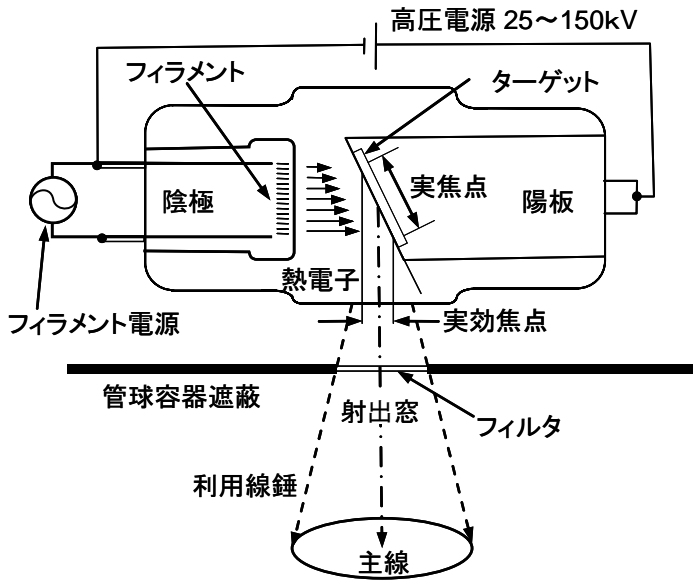 高圧電源 25～150kV
フィラメント
ターゲット
実焦点
陰極
陽板
熱電子
フィラメント電源
実効焦点
管球容器遮蔽
射出窓
フィルタ
利用線錘
主線